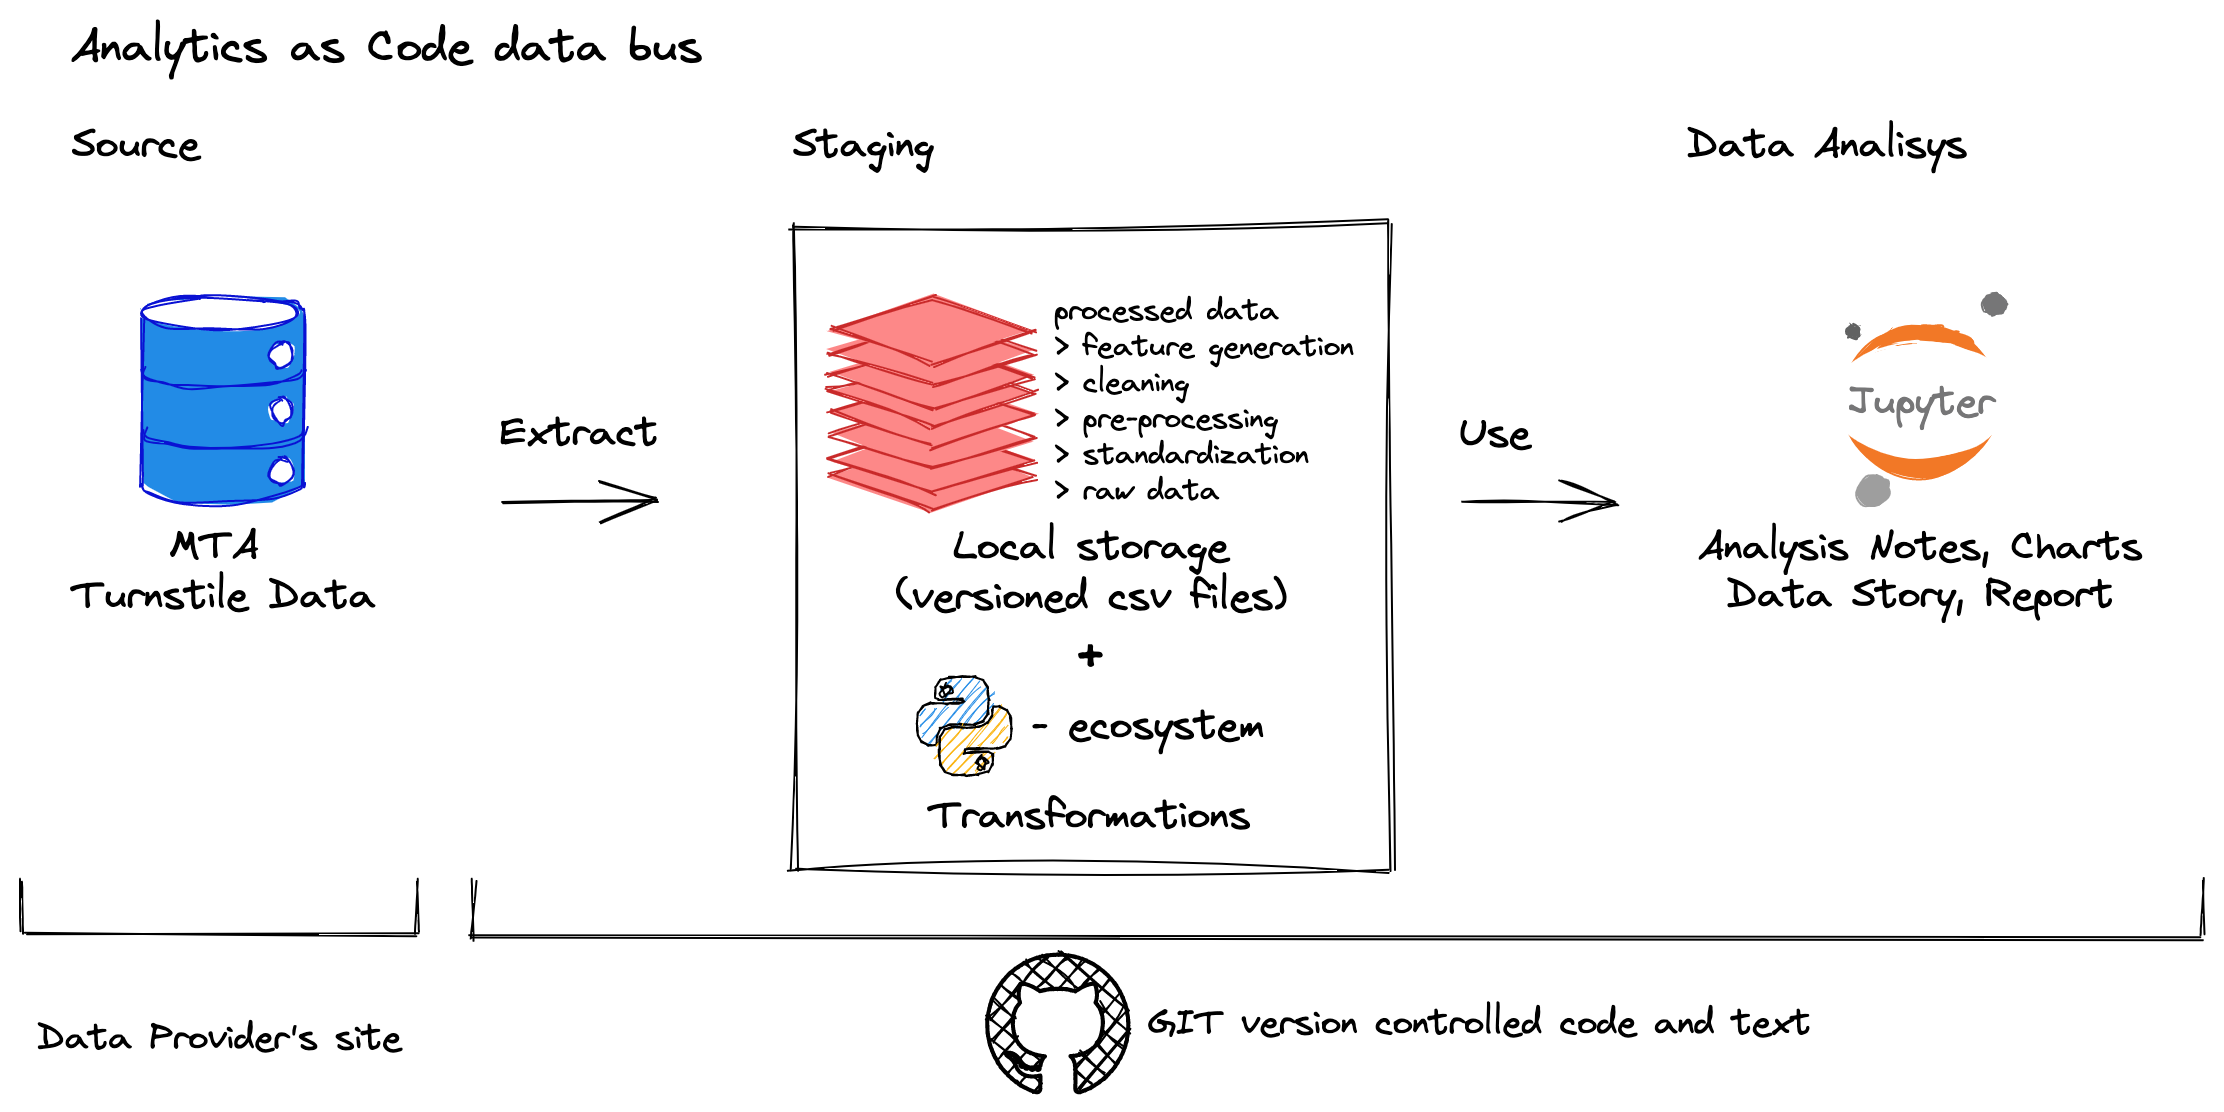 Analytics as Code data bus
Source
Staging
Data Analisys
processed data
> feature generation
> cleaning
> pre-processing
> standardization
> raw data
Extract
Use
Jupyter
MTA
Turnstile Data
Local storage
(versioned csv files)
+
- ecosystem
Transformations
Analysis Notes, Charts
Data Story, Report
Data Provider's site
GIT version controlled code and text